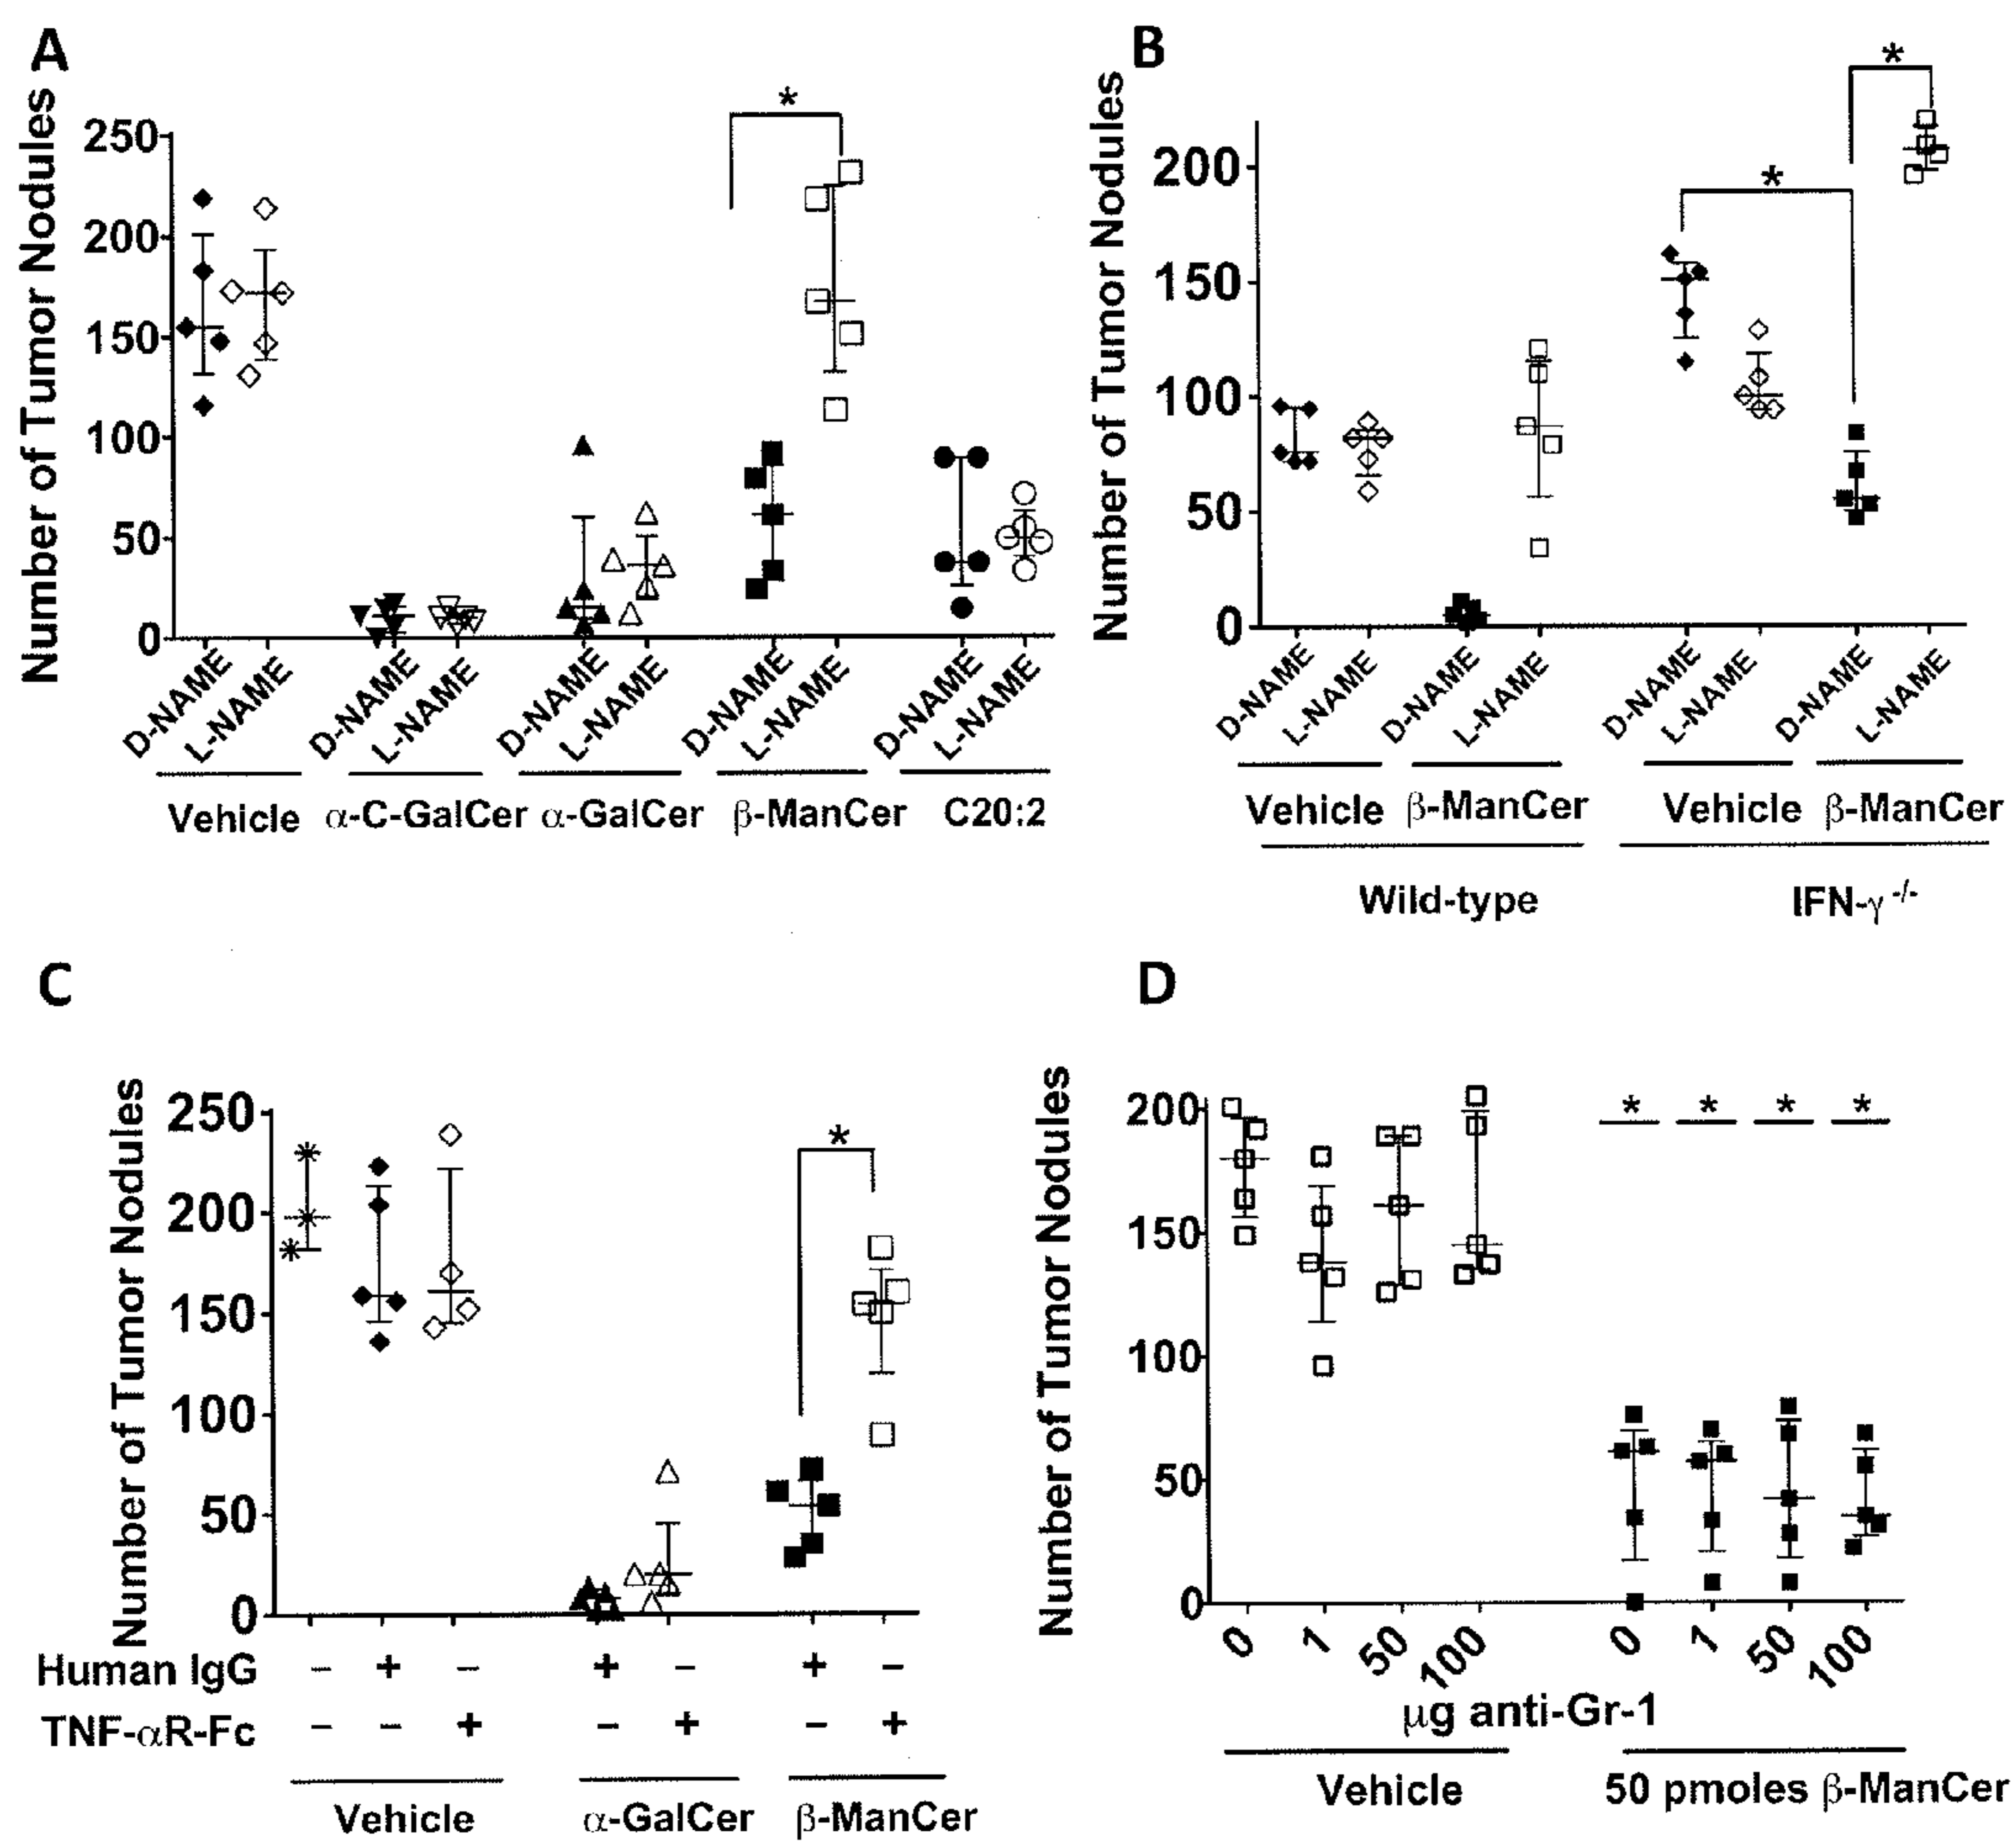 A
Number of Tumor Nodules
250
200
150
100
50
0
*
D-NAME L-NAME D-NAME L-NAME D-NAME L-NAME D-NAME L-NAME D-NAME L-NAME
Vehicle α-C-GalCer α-GalCer β-ManCer C20:2
B
Number of Tumor Nodules
200
150
100
50
0
*
*
D-NAME L-NAME D-NAME L-NAME D-NAME L-NAME D-NAME L-NAME
Vehicle β-ManCer Vehicle β-ManCer
Wild-type IFN-γ -/-
C
Number of Tumor Nodules
250
200
150
100
50
0
*
Human IgG – + – + – + –
TNF-αR-Fc – – + – + – +
Vehicle α-GalCer β-ManCer
D
Number of Tumor Nodules
200
150
100
50
0
* * * *
0 1 50 100 0 1 50 100
μg anti-Gr-1
Vehicle 50 pmoles β-ManCer